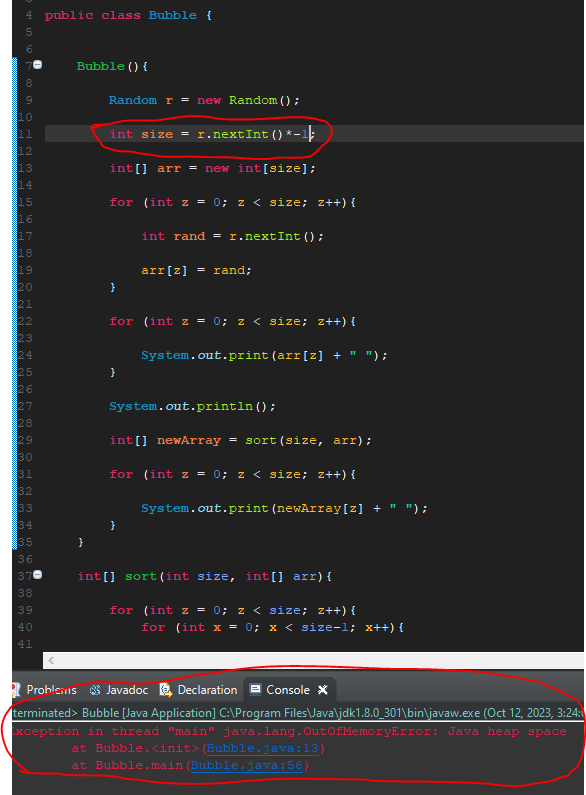 4 public class Bubble {
5
6
7 Bubble(){
8
9 Random r = new Random();
10
11 int size = r.nextInt()*-1;
12
13 int[] arr = new int[size];
14
15 for (int z = 0; z < size; z++){
16
17 int rand = r.nextInt();
18
19 arr[z] = rand;
20 }
21
22 for (int z = 0; z < size; z++){
23
24 System.out.print(arr[z] + " ");
25 }
26
27 System.out.println();
28
29 int[] newArray = sort(size, arr);
30
31 for (int z = 0; z < size; z++){
32
33 System.out.print(newArray[z] + " ");
34 }
35 }
36
37 int[] sort(int size, int[] arr){
38
39 for (int z = 0; z < size; z++){
40 for (int x = 0; x < size-1; x++){
41
Problems Javadoc Declaration Console
terminated> Bubble [Java Application] C:\Program Files\Java\jdk1.8.0_301\bin\javaw.exe (Oct 12, 2023, 3:24:
Exception in thread "main" java.lang.OutOfMemoryError: Java heap space
at Bubble.<init>(Bubble.java:13)
at Bubble.main(Bubble.java:56)